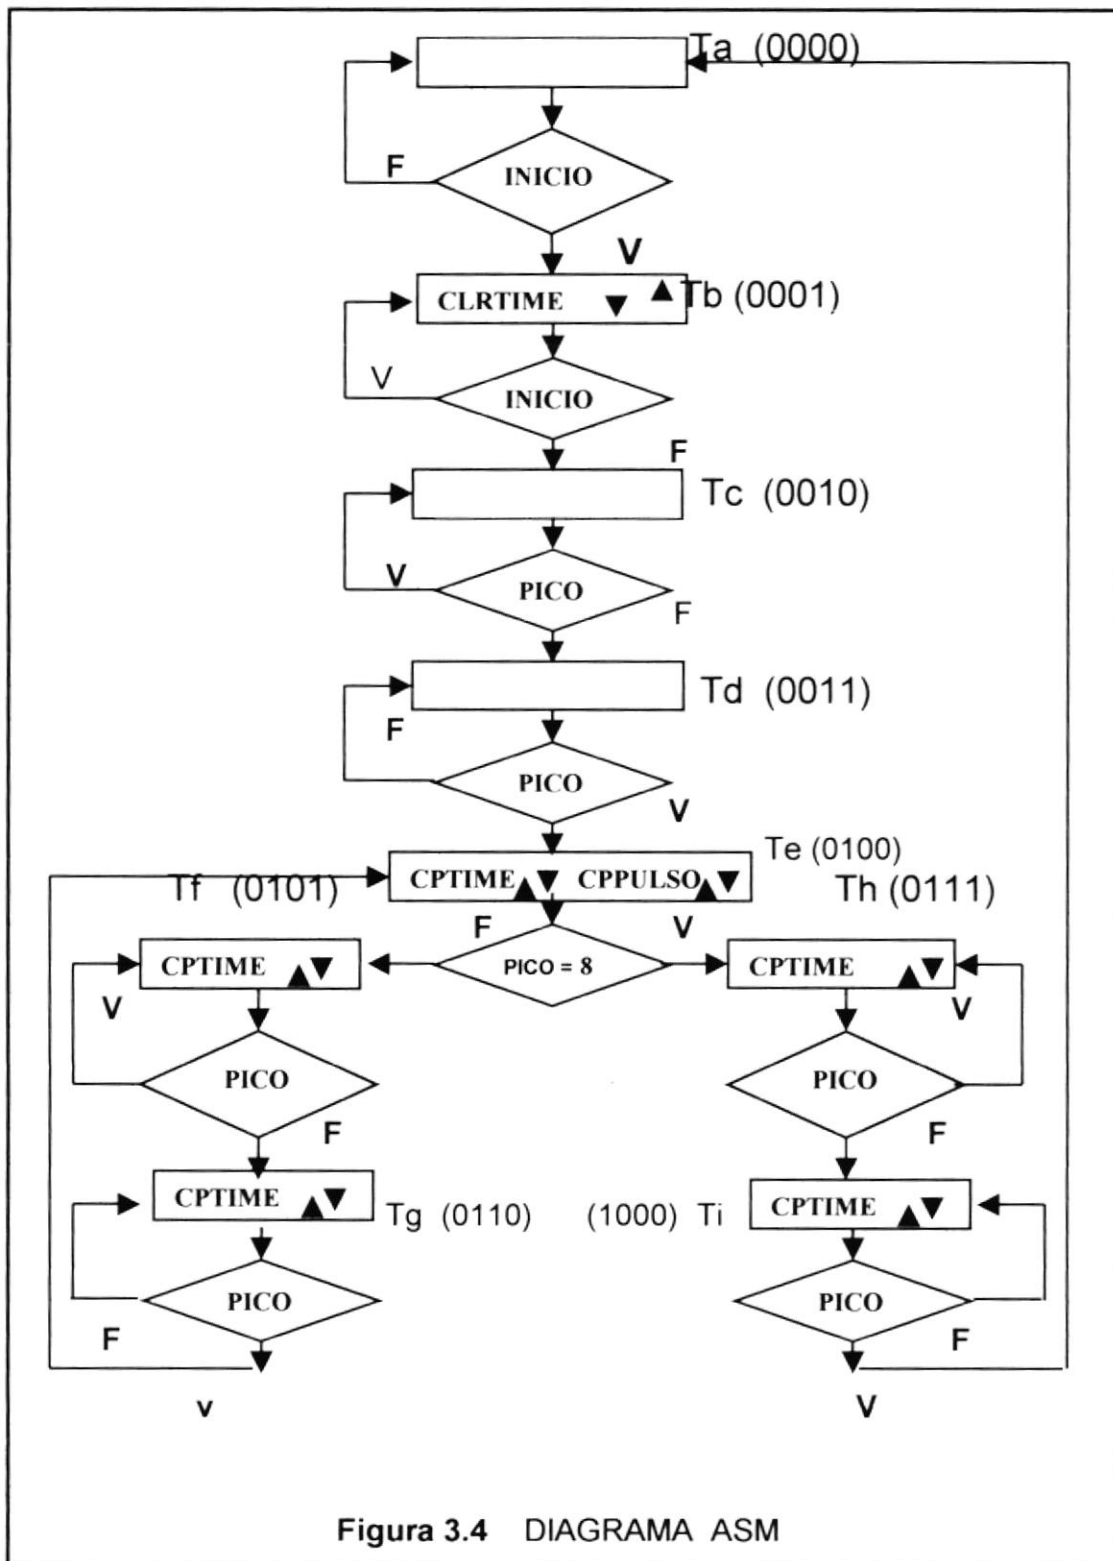 Ta (0000)
INICIO
F
V
CLRTIME ▼ ▲ Tb (0001)
V
INICIO
F
Tc (0010)
V
PICO
F
Td (0011)
F
PICO
V
Te (0100)
Tf (0101)
CPTIME ▲▼ CPPULSO ▲▼
Th (0111)
F
V
PICO = 8
CPTIME ▲▼
CPTIME ▲▼
V
V
PICO
PICO
F
F
CPTIME ▲▼
CPTIME ▲▼
Tg (0110)
(1000) Ti
PICO
PICO
F
F
v
V
Figura 3.4 DIAGRAMA ASM